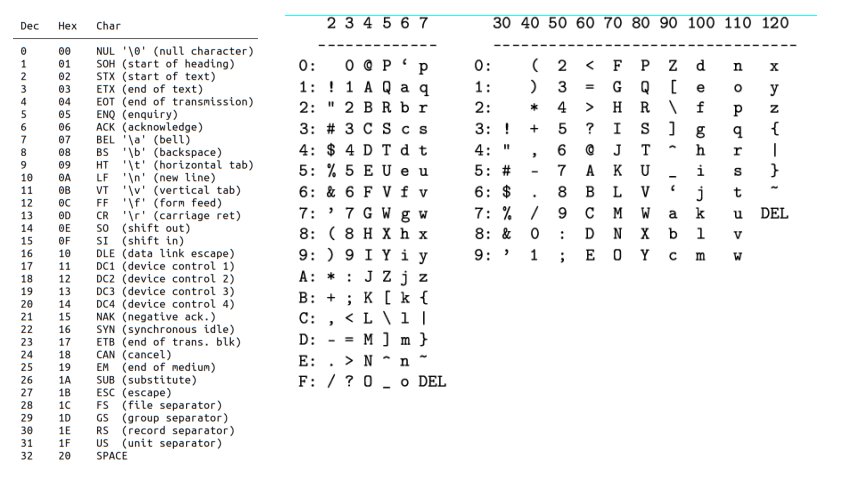 Dec Hex Char
0 00 NUL '\0' (null character)
1 01 SOH (start of heading)
2 02 STX (start of text)
3 03 ETX (end of text)
4 04 EOT (end of transmission)
5 05 ENQ (enquiry)
6 06 ACK (acknowledge)
7 07 BEL '\a' (bell)
8 08 BS '\b' (backspace)
9 09 HT '\t' (horizontal tab)
10 0A LF '\n' (new line)
11 0B VT '\v' (vertical tab)
12 0C FF '\f' (form feed)
13 0D CR '\r' (carriage ret)
14 0E SO (shift out)
15 0F SI (shift in)
16 10 DLE (data link escape)
17 11 DC1 (device control 1)
18 12 DC2 (device control 2)
19 13 DC3 (device control 3)
20 14 DC4 (device control 4)
21 15 NAK (negative ack.)
22 16 SYN (synchronous idle)
23 17 ETB (end of trans. blk)
24 18 CAN (cancel)
25 19 EM (end of medium)
26 1A SUB (substitute)
27 1B ESC (escape)
28 1C FS (file separator)
29 1D GS (group separator)
30 1E RS (record separator)
31 1F US (unit separator)
32 20 SPACE
2 3 4 5 6 7
-------------
0: 0 @ P ‘ p
1: ! 1 A Q a q
2: " 2 B R b r
3: # 3 C S c s
4: $ 4 D T d t
5: % 5 E U e u
6: & 6 F V f v
7: ’ 7 G W g w
8: ( 8 H X h x
9: ) 9 I Y i y
A: * : J Z j z
B: + ; K [ k {
C: , < L \ l |
D: - = M ] m }
E: . > N ^ n ~
F: / ? O _ o DEL
30 40 50 60 70 80 90 100 110 120
---------------------------------
0: ( 2 < F P Z d n x
1: ) 3 = G Q [ e o y
2: * 4 > H R \ f p z
3: ! + 5 ? I S ] g q {
4: " , 6 @ J T ^ h r |
5: # - 7 A K U _ i s }
6: $ . 8 B L V ‘ j t ~
7: % / 9 C M W a k u DEL
8: & 0 : D N X b l v
9: ’ 1 ; E O Y c m w